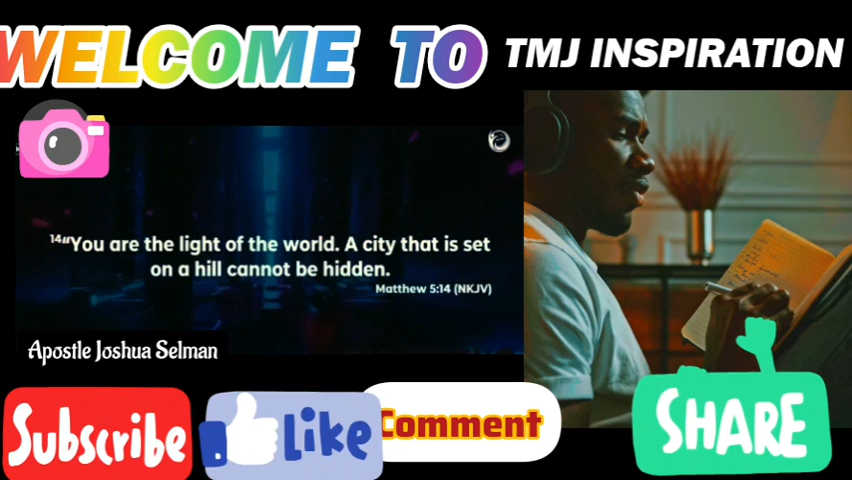 WELCOME TO
TMJ INSPIRATION
14“You are the light of the world. A city that is set
on a hill cannot be hidden.
Matthew 5:14 (NKJV)
Apostle Joshua Selman
Subscribe
Like
Comment
SHARE